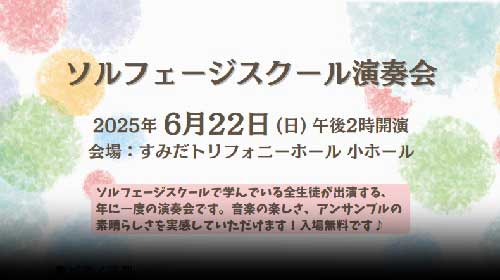 ソルフェージスクール演奏会
2025年 6月22日 (日) 午後2時開演
会場：すみだトリフォニーホール 小ホール
ソルフェージスクールで学んでいる全生徒が出演する、
年に一度の演奏会です。音楽の楽しさ、アンサンブルの
素晴らしさを実感していただけます！入場無料です♪